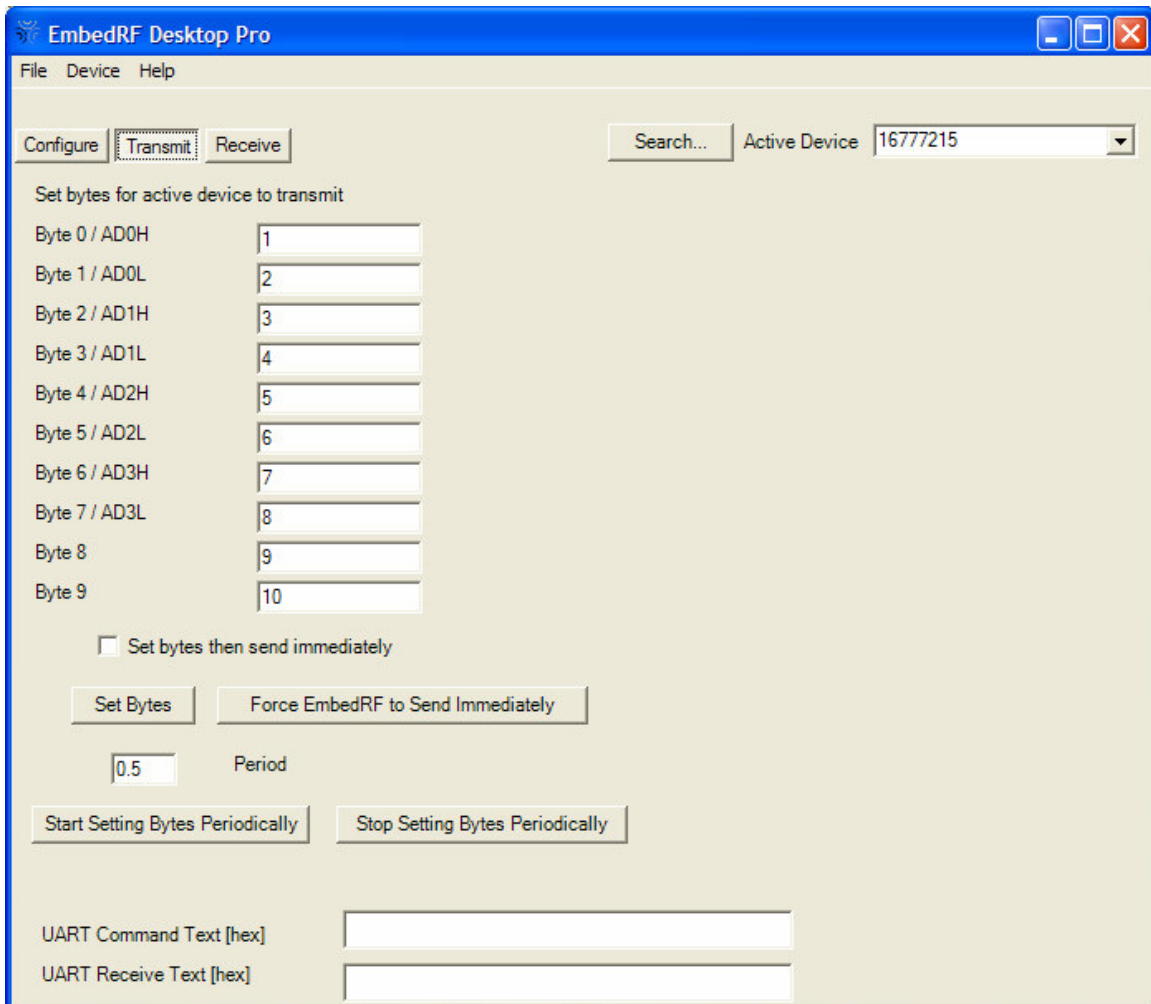 EmbedRF Desktop Pro
File Device Help
Configure Transmit Receive Search... Active Device 16777215
Set bytes for active device to transmit
Byte 0 / AD0H 1
Byte 1 / AD0L 2
Byte 2 / AD1H 3
Byte 3 / AD1L 4
Byte 4 / AD2H 5
Byte 5 / AD2L 6
Byte 6 / AD3H 7
Byte 7 / AD3L 8
Byte 8 9
Byte 9 10
Set bytes then send immediately
Set Bytes Force EmbedRF to Send Immediately
0.5 Period
Start Setting Bytes Periodically Stop Setting Bytes Periodically
UART Command Text [hex]
UART Receive Text [hex]